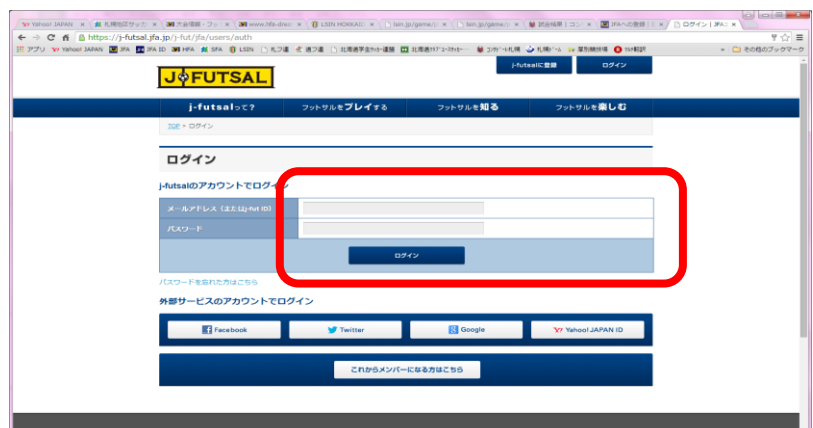 Yahoo! JAPAN
https://j-futsal.jfa.jp/j-fut/jfa/users/auth
アプリ Yahoo! JAPAN JFA JFA ID HFA SFA
その他のブックマーク
J FUTSAL
j-futsalに登録 ログイン
j-futsalって? フットサルをプレイする フットサルを知る フットサルを楽しむ
TOP > ログイン
ログイン
j-futsalのアカウントでログイン
メールアドレス (またはj-fut ID)
パスワード
ログイン
パスワードを忘れた方はこちら
外部サービスのアカウントでログイン
Facebook Twitter Google Yahoo! JAPAN ID
これからメンバーになる方はこちら